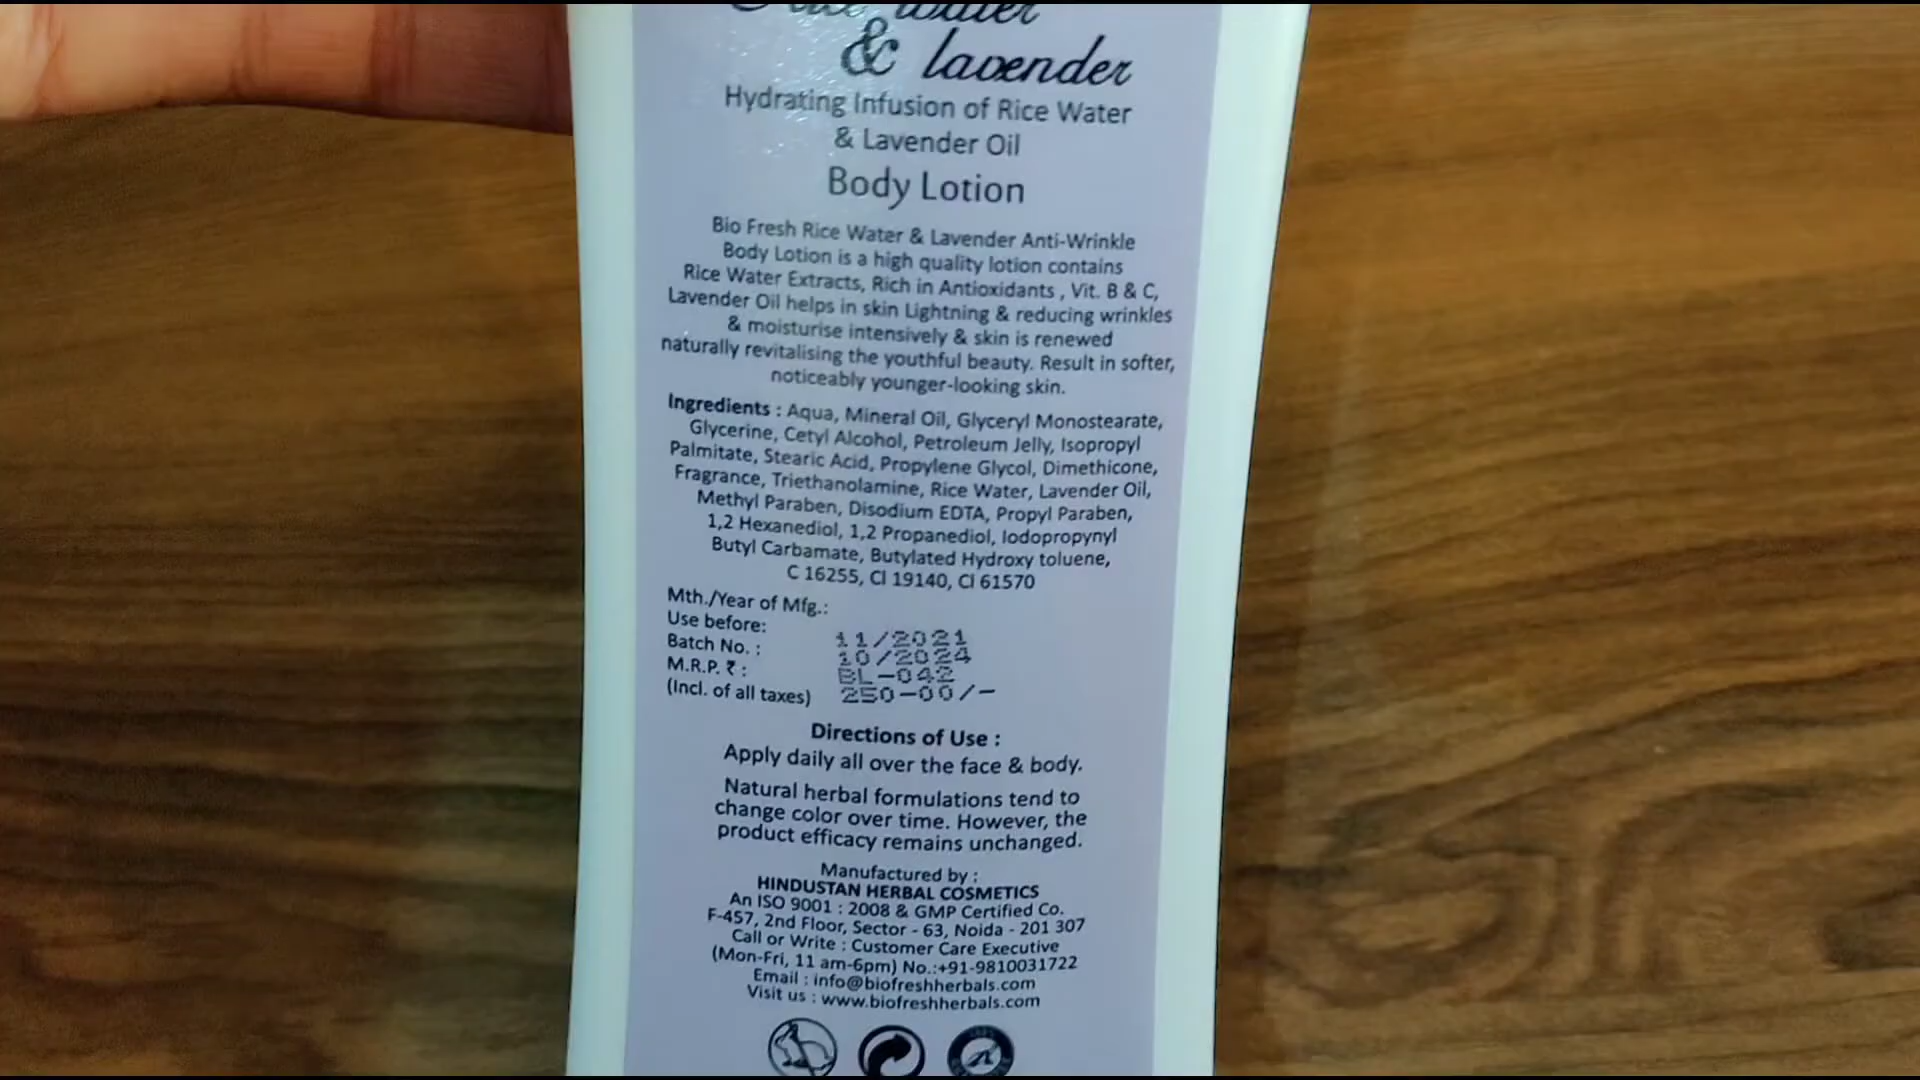 Rice water
& lavender
Hydrating Infusion of Rice Water
& Lavender Oil
Body Lotion
Bio Fresh Rice Water & Lavender Anti-Wrinkle
Body Lotion is a high quality lotion contains
Rice Water Extracts, Rich in Antioxidants , Vit. B & C,
Lavender Oil helps in skin Lightning & reducing wrinkles
& moisturise intensively & skin is renewed
naturally revitalising the youthful beauty. Result in softer,
noticeably younger-looking skin.
Ingredients : Aqua, Mineral Oil, Glyceryl Monostearate,
Glycerine, Cetyl Alcohol, Petroleum Jelly, Isopropyl
Palmitate, Stearic Acid, Propylene Glycol, Dimethicone,
Fragrance, Triethanolamine, Rice Water, Lavender Oil,
Methyl Paraben, Disodium EDTA, Propyl Paraben,
1,2 Hexanediol, 1,2 Propanediol, Iodopropynyl
Butyl Carbamate, Butylated Hydroxy toluene,
C 16255, CI 19140, CI 61570
Mth./Year of Mfg.: 11/2021
Use before: 10/2024
Batch No. : BL-042
M.R.P. ₹ : 250-00/-
(Incl. of all taxes)
Directions of Use :
Apply daily all over the face & body.
Natural herbal formulations tend to
change color over time. However, the
product efficacy remains unchanged.
Manufactured by :
HINDUSTAN HERBAL COSMETICS
An ISO 9001 : 2008 & GMP Certified Co.
F-457, 2nd Floor, Sector - 63, Noida - 201 307
Call or Write : Customer Care Executive
(Mon-Fri, 11 am-6pm) No.:+91-9810031722
Email : info@biofreshherbals.com
Visit us : www.biofreshherbals.com